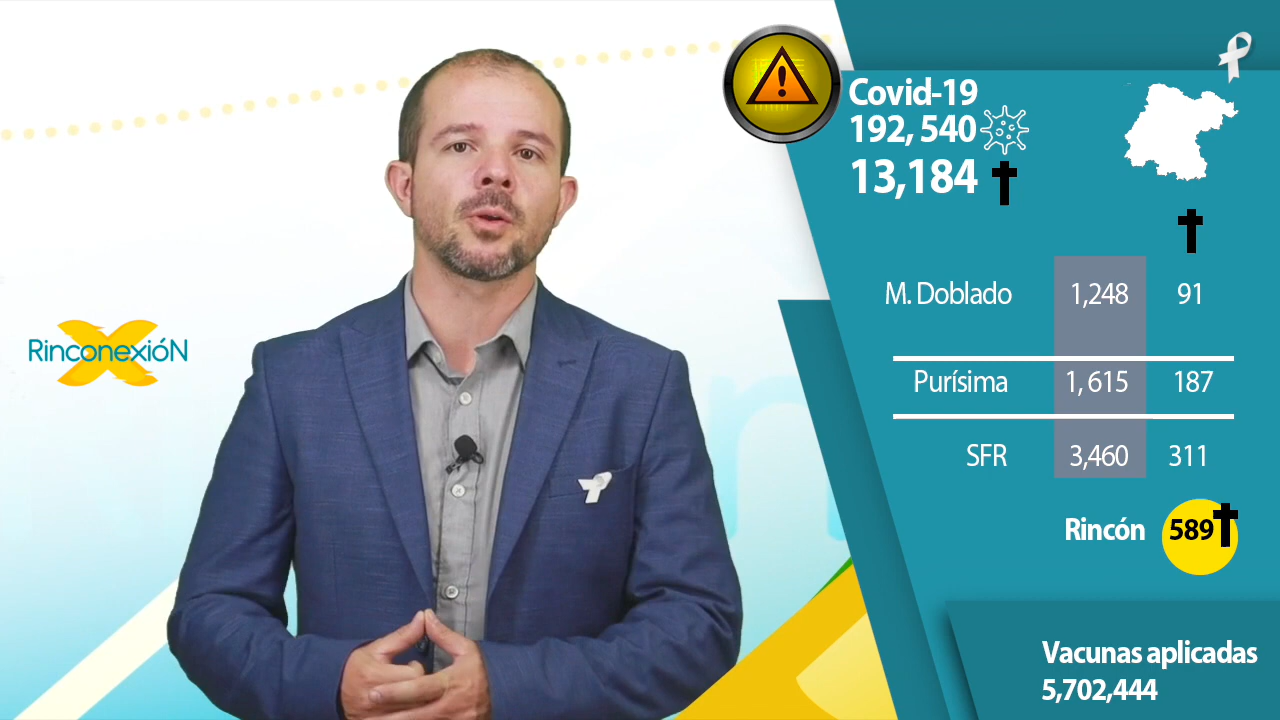 RinconexióN
Covid-19
192, 540
13,184
M. Doblado 1,248 91
Purísima 1, 615 187
SFR 3,460 311
Rincón 589
Vacunas aplicadas
5,702,444